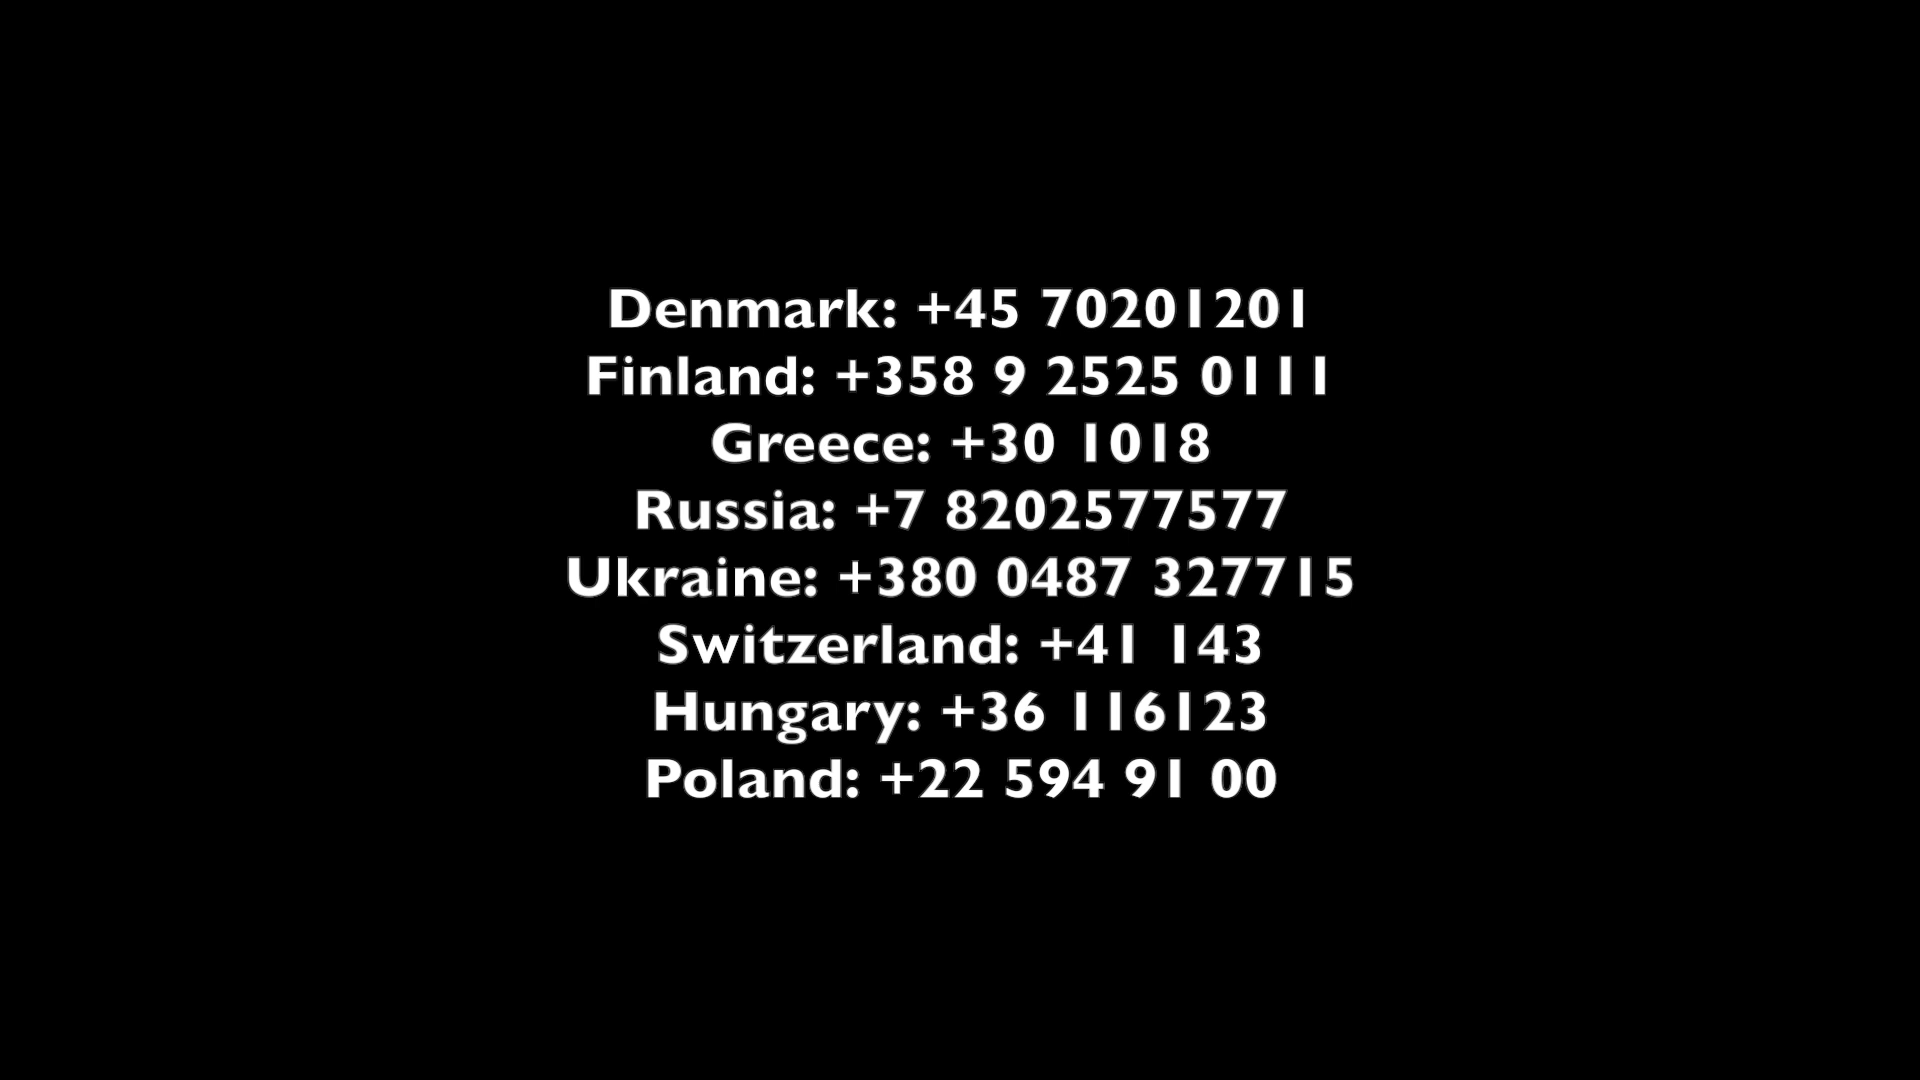 Denmark: +45 70201201
Finland: +358 9 2525 0111
Greece: +30 1018
Russia: +7 8202577577
Ukraine: +380 0487 327715
Switzerland: +41 143
Hungary: +36 116123
Poland: +22 594 91 00